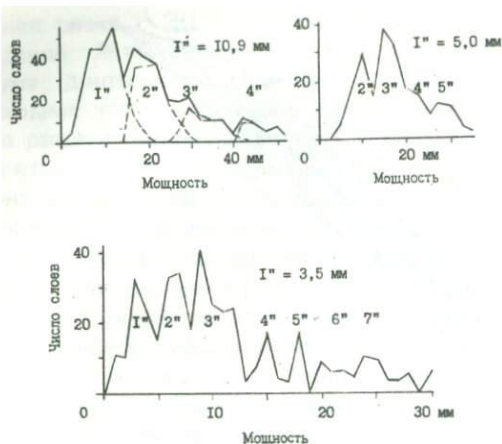 Число слоев
40
20
I" = 10,9 мм
I" 2" 3" 4"
0 20 40 мм
Мощность
40
20
I" = 5,0 мм
2" 3" 4" 5"
0 20 мм
Мощность
Число слоев
40
20
I" = 3,5 мм
I" 2" 3" 4" 5" 6" 7"
0 I0 20 30 мм
Мощность